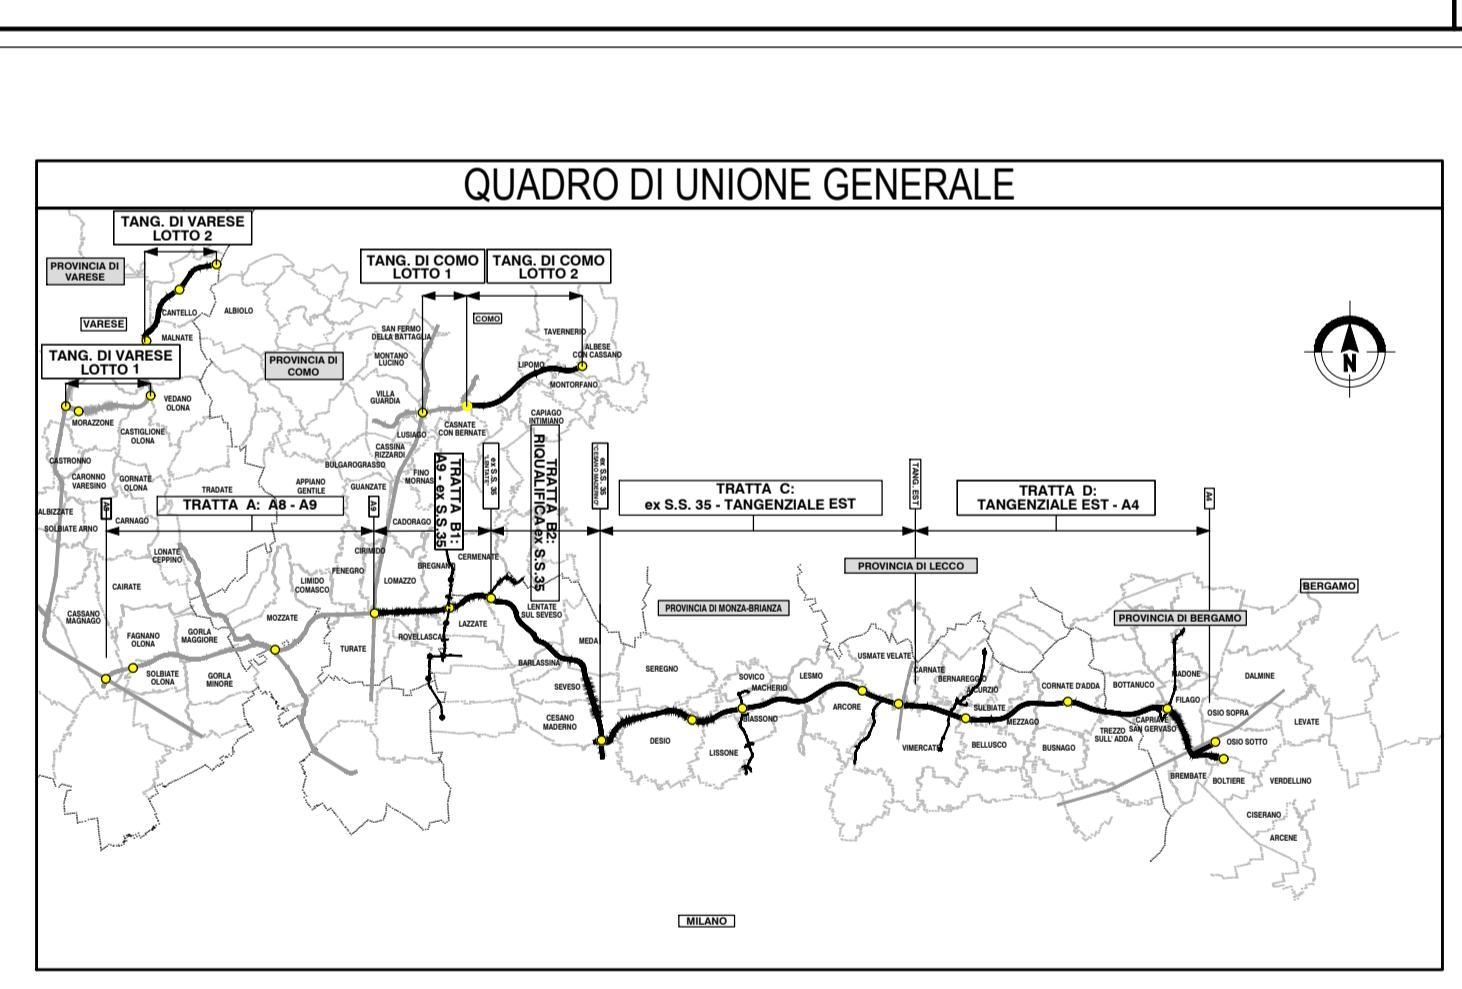 QUADRO DI UNIONE GENERALE
TANG. DI VARESE
LOTTO 2
PROVINCIA DI
VARESE
CANTELLO
ALBIOLO
VARESE
MALNATE
TANG. DI VARESE
LOTTO 1
VEDANO
OLONA
MORAZZONE
CASTIGLIONE
OLONA
PROVINCIA DI
COMO
TANG. DI COMO
LOTTO 1
TANG. DI COMO
LOTTO 2
COMO
SAN FERMO
DELLA BATTAGLIA
TAVERNERIO
ALBESE
CON CASSANO
MONTANO
LUCINO
LIPOMO
MONTORFANO
VILLA
GUARDIA
CAPIAGO
INTIMIANO
CASNATE
CON BERNATE
LUSIAGO
CASSINA
RIZZARDI
BULGAROGRASSO
FINO
MORNAS
CASTRONNO
CARONNO
VARESINO
GORNATE
OLONA
TRADATE
APPIANO
GENTILE
GUANZATE
ALBIZZATE
SOLBIATE ARNO
CARNAGO
A8
TRATTA A: A8 - A9
A9
CADORAGO
TRATTA B1:
A9 - ex S.S.35
ex S.S. 35
"LENTATE"
TRATTA B2:
RIQUALIFICA ex S.S.35
ex S.S. 35
"CESANO MADERNO"
TRATTA C:
ex S.S. 35 - TANGENZIALE EST
TANG. EST
TRATTA D:
TANGENZIALE EST - A4
A4
LONATE
CEPPINO
CIRIMIDO
FENEGRO
BREGNANO
CERMENATE
CAIRATE
LIMIDO
COMASCO
LOMAZZO
PROVINCIA DI LECCO
BERGAMO
CASSANO
MAGNAGO
MOZZATE
LAZZATE
LENTATE
SUL SEVESO
PROVINCIA DI MONZA-BRIANZA
PROVINCIA DI BERGAMO
FAGNANO
OLONA
GORLA
MAGGIORE
ROVELLASCA
TURATE
MEDA
SOLBIATE
OLONA
GORLA
MINORE
BARLASSINA
SEVESO
SEREGNO
SOVICO
MACHERIO
LESMO
USMATE VELATE
CARNATE
BERNAREGGIO
AICURZIO
CORNATE D'ADDA
BOTTANUCO
MADONE
DALMINE
CESANO
MADERNO
DESIO
BIASSONO
LISSONE
ARCORE
VIMERCATE
SULBIATE
MEZZAGO
BELLUSCO
BUSNAGO
TREZZO
SULL' ADDA
CAPRIATE
SAN GERVASO
FILAGO
OSIO SOPRA
LEVATE
OSIO SOTTO
BREMBATE
BOLTIERE
VERDELLINO
CISERANO
ARCENE
MILANO
N